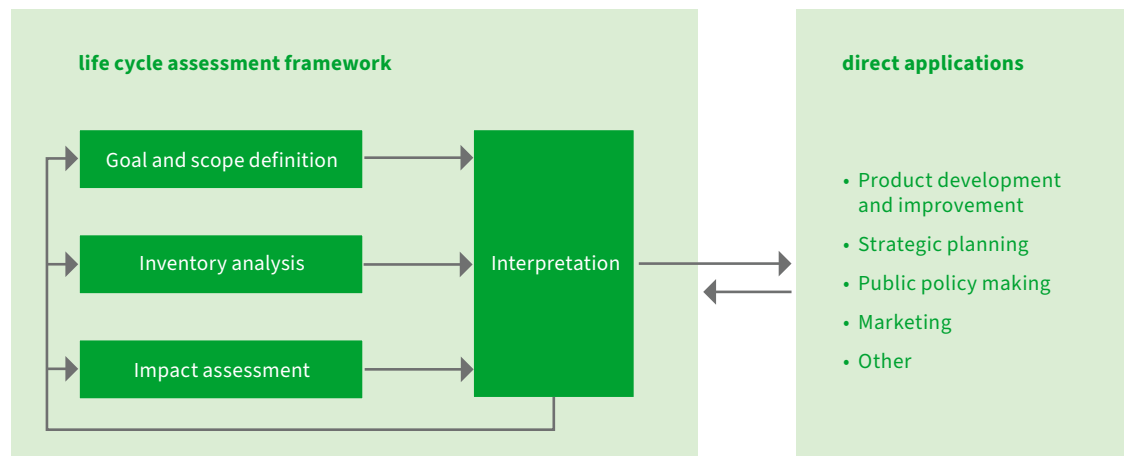 life cycle assessment framework
Goal and scope definition
Inventory analysis
Impact assessment
Interpretation
direct applications
• Product development
and improvement
• Strategic planning
• Public policy making
• Marketing
• Other